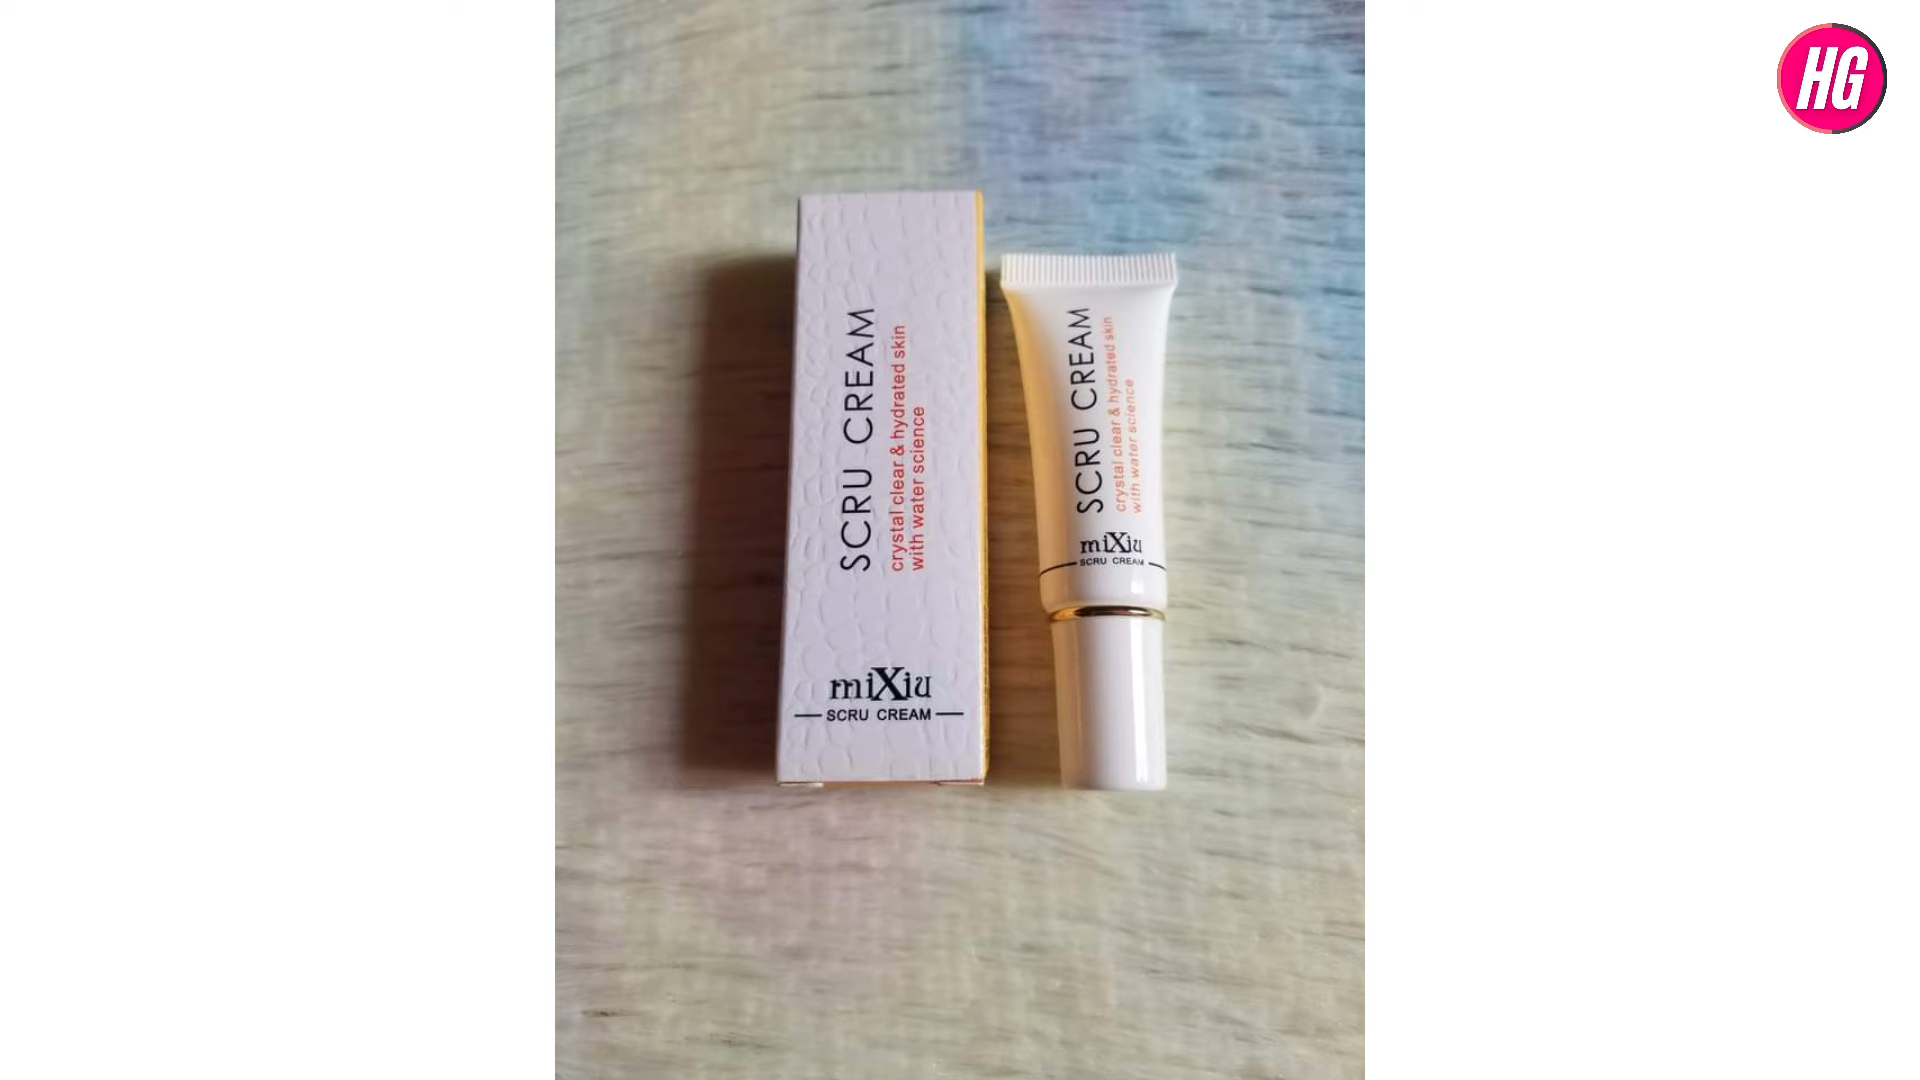 HG
SCRU CREAM
crystal clear & hydrated skin
with water science
miXiu
SCRU CREAM
SCRU CREAM
crystal clear & hydrated skin
with water science
miXiu
SCRU CREAM